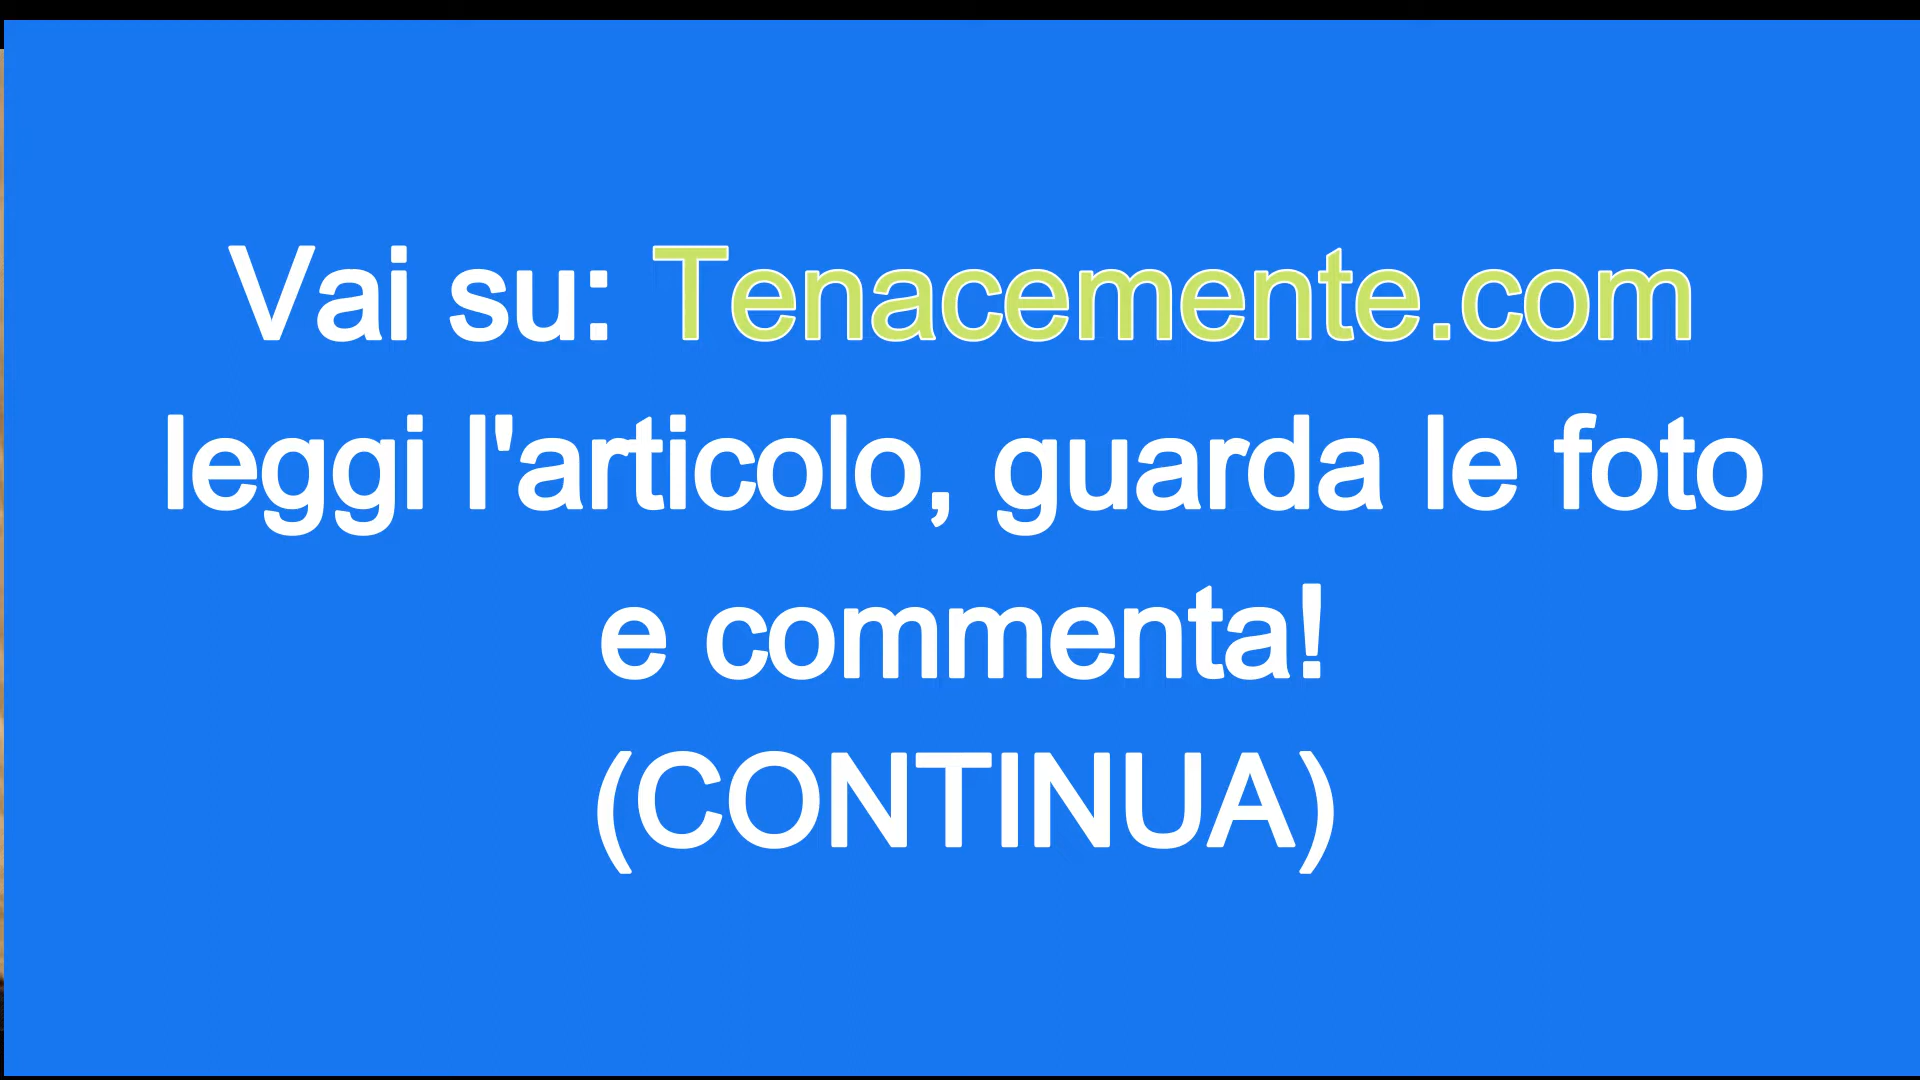 Vai su: Tenacemente.com
leggi l'articolo, guarda le foto
e commenta!
(CONTINUA)